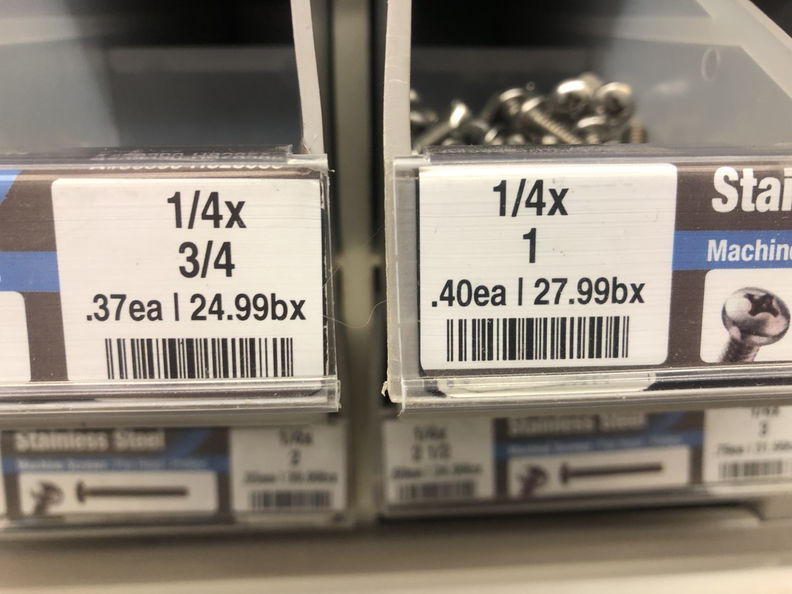 1/4x
3/4
.37ea | 24.99bx
1/4x
1
.40ea | 27.99bx
Stai
Machin
Stainless Steel
1/4x
2
1/4x
2 1/2
Stainless Steel
1/4x
3